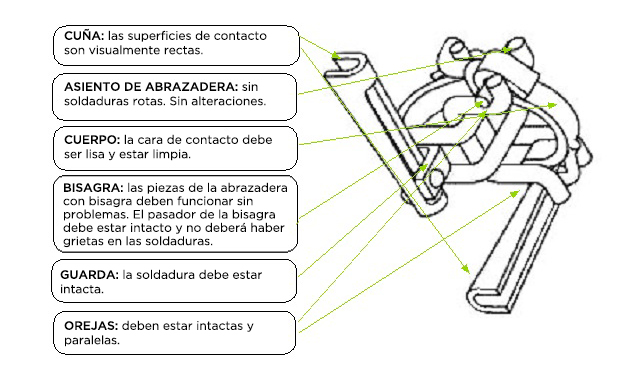 CUÑA: las superficies de contacto
son visualmente rectas.
ASIENTO DE ABRAZADERA: sin
soldaduras rotas. Sin alteraciones.
CUERPO: la cara de contacto debe
ser lisa y estar limpia.
BISAGRA: las piezas de la abrazadera
con bisagra deben funcionar sin
problemas. El pasador de la bisagra
debe estar intacto y no deberá haber
grietas en las soldaduras.
GUARDA: la soldadura debe estar
intacta.
OREJAS: deben estar intactas y
paralelas.